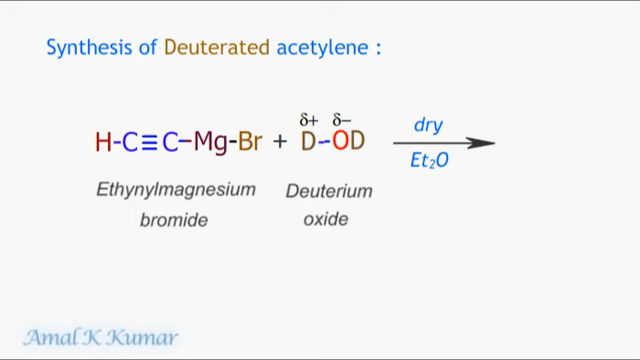 Synthesis of Deuterated acetylene :
δ+ δ−
H-C≡C−Mg-Br + D-OD
dry
Et₂O
Ethynylmagnesium
bromide
Deuterium
oxide
Amal K Kumar